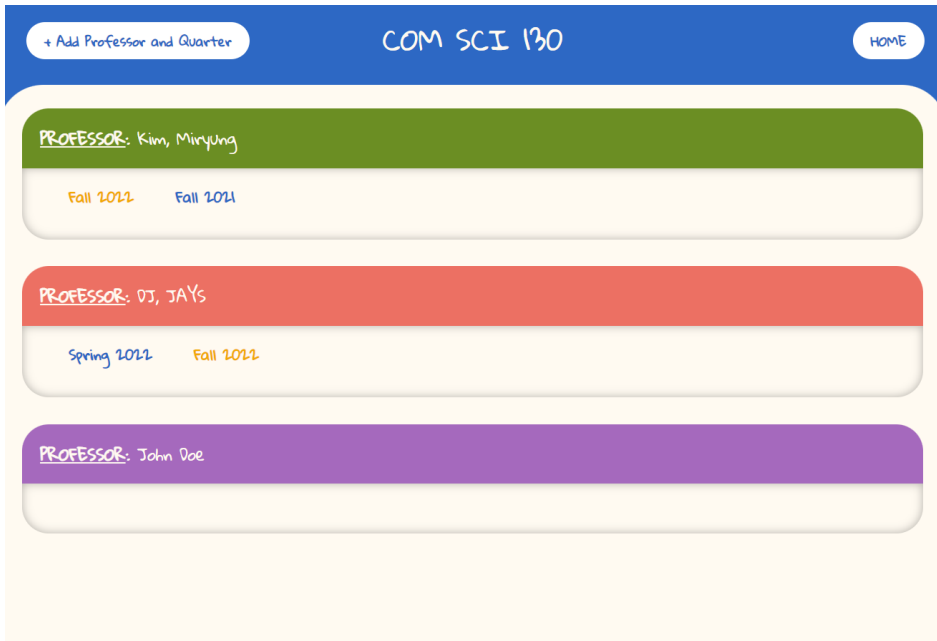 + Add Professor and Quarter
COM SCI 130
HOME
PROFESSOR: Kim, Miryung
Fall 2022 Fall 2021
PROFESSOR: DJ, JAYs
Spring 2022 Fall 2022
PROFESSOR: John Doe